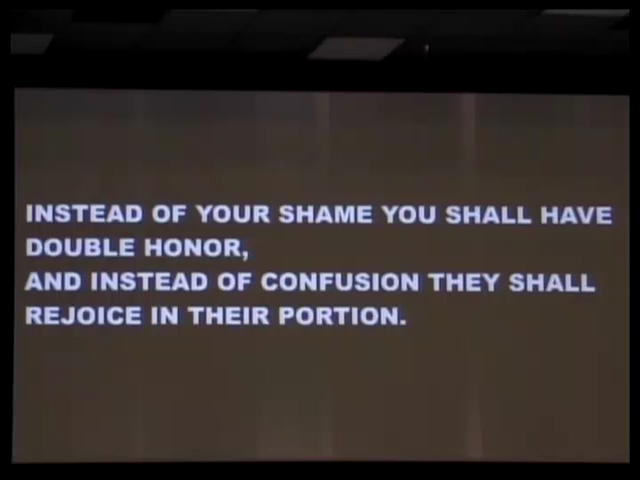 INSTEAD OF YOUR SHAME YOU SHALL HAVE
DOUBLE HONOR,
AND INSTEAD OF CONFUSION THEY SHALL
REJOICE IN THEIR PORTION.